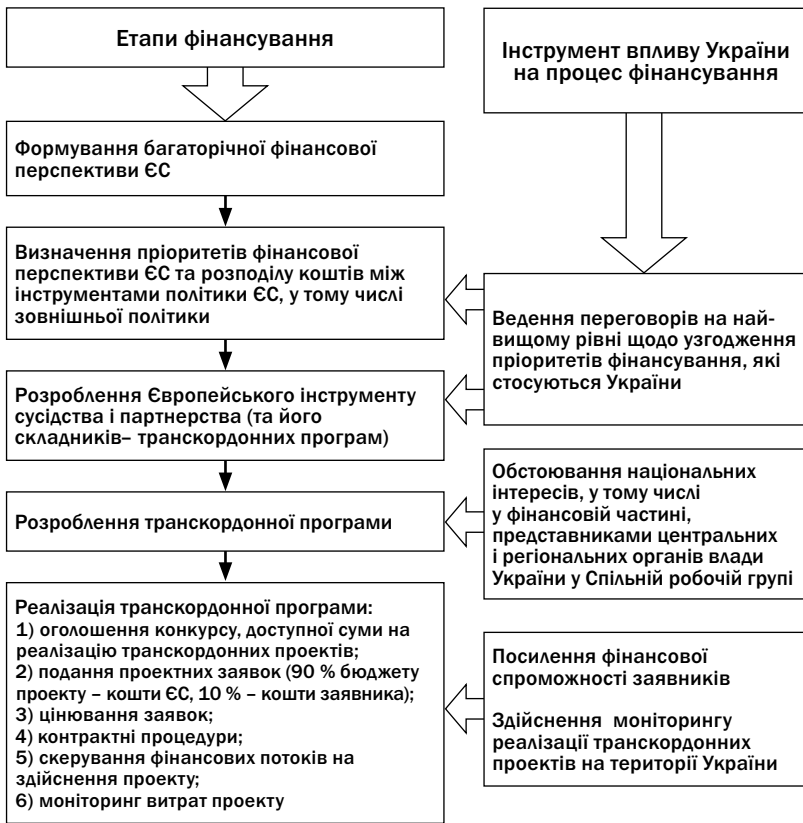 Етапи фінансування
Формування багаторічної фінансової
перспективи ЄС
Визначення пріоритетів фінансової
перспективи ЄС та розподілу коштів між
інструментами політики ЄС, у тому числі
зовнішньої політики
Розроблення Європейського інструменту
сусідства і партнерства (та його
складників– транскордонних програм)
Розроблення транскордонної програми
Реалізація транскордонної програми:
1) оголошення конкурсу, доступної суми на
реалізацію транскордонних проектів;
2) подання проектних заявок (90 % бюджету
проекту – кошти ЄС, 10 % – кошти заявника);
3) цінювання заявок;
4) контрактні процедури;
5) скерування фінансових потоків на
здійснення проекту;
6) моніторинг витрат проекту
Інструмент впливу України
на процес фінансування
Ведення переговорів на най-
вищому рівні щодо узгодження
пріоритетів фінансування, які
стосуються України
Обстоювання національних
інтересів, у тому числі
у фінансовій частині,
представниками центральних
і регіональних органів влади
України у Спільній робочій групі
Посилення фінансової
спроможності заявників
Здійснення моніторингу
реалізації транскордонних
проектів на території України